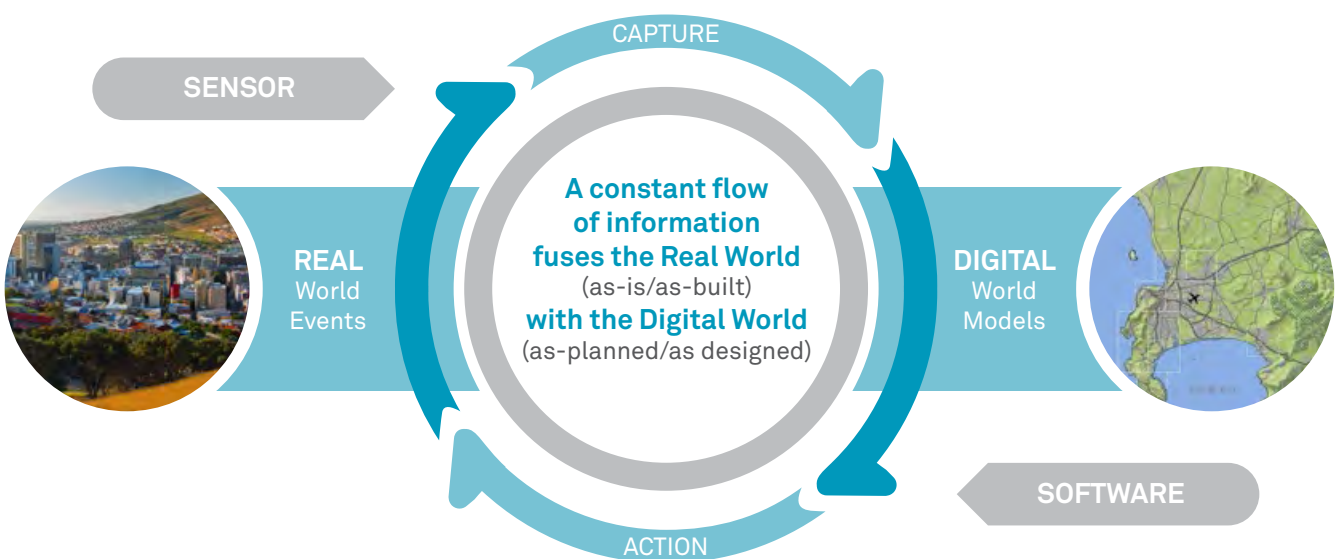 CAPTURE
SENSOR
A constant flow
of information
fuses the Real World
(as-is/as-built)
with the Digital World
(as-planned/as designed)
REAL
World
Events
DIGITAL
World
Models
SOFTWARE
ACTION